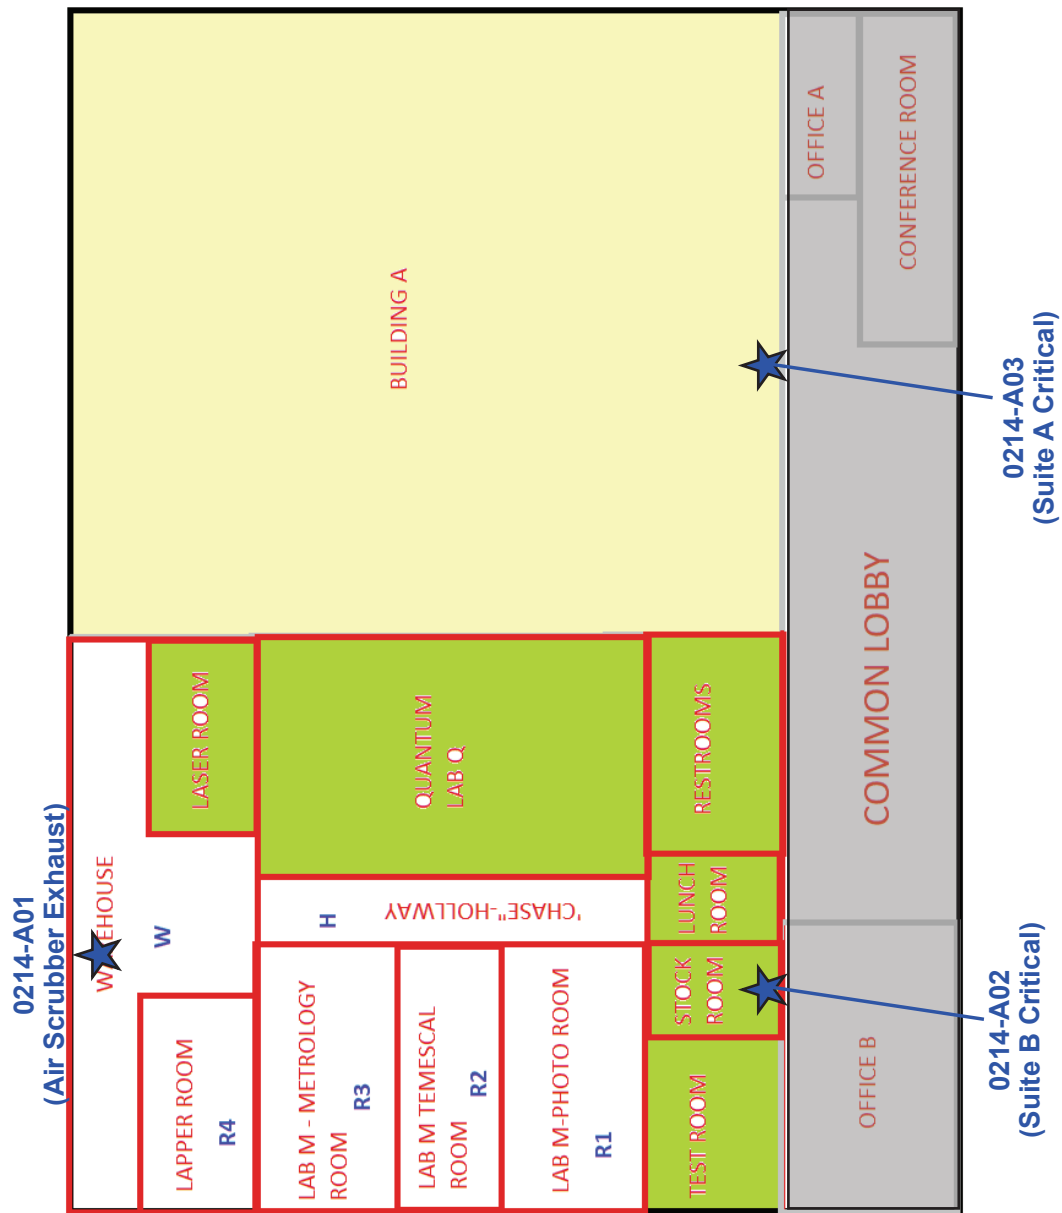 0214-A01
(Air Scrubber Exhaust)
W EHOUSE
W
LASER ROOM
LAPPER ROOM
R4
LAB M - METROLOGY
ROOM
R3
LAB M TEMESCAL
ROOM
R2
LAB M-PHOTO ROOM
R1
H
'CHASE"-HOLLWAY
QUANTUM
LAB Q
BUILDING A
TEST ROOM
STOCK
ROOM
LUNCH
ROOM
RESTROOMS
OFFICE B
COMMON LOBBY
OFFICE A
CONFERENCE ROOM
0214-A02
(Suite B Critical)
0214-A03
(Suite A Critical)